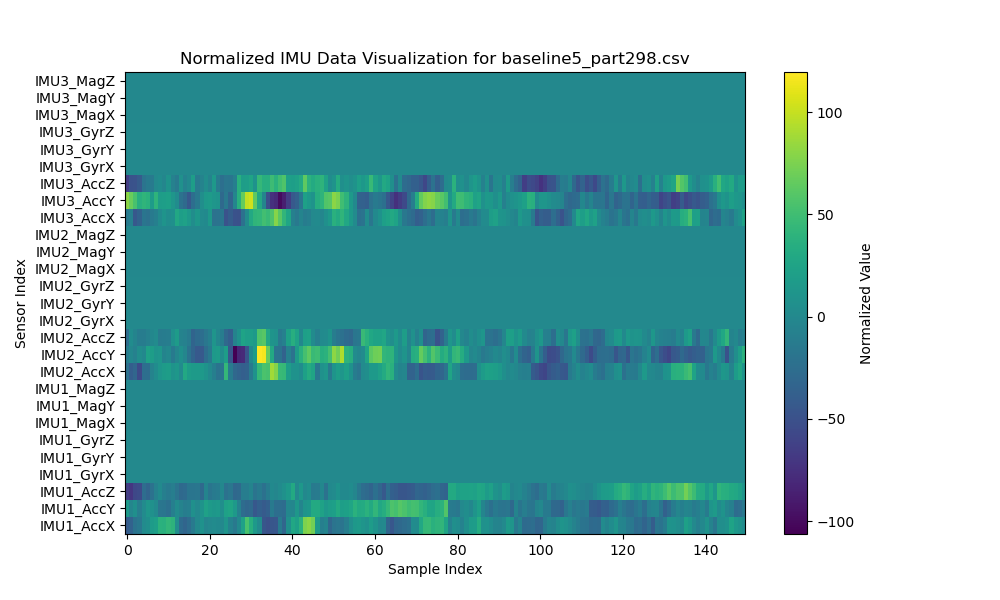 Normalized IMU Data Visualization for baseline5_part298.csv
IMU3_MagZ
IMU3_MagY
IMU3_MagX
IMU3_GyrZ
IMU3_GyrY
IMU3_GyrX
IMU3_AccZ
IMU3_AccY
IMU3_AccX
IMU2_MagZ
IMU2_MagY
IMU2_MagX
IMU2_GyrZ
IMU2_GyrY
IMU2_GyrX
IMU2_AccZ
IMU2_AccY
IMU2_AccX
IMU1_MagZ
IMU1_MagY
IMU1_MagX
IMU1_GyrZ
IMU1_GyrY
IMU1_GyrX
IMU1_AccZ
IMU1_AccY
IMU1_AccX
Sensor Index
0 20 40 60 80 100 120 140
Sample Index
100
50
0
−50
−100
Normalized Value